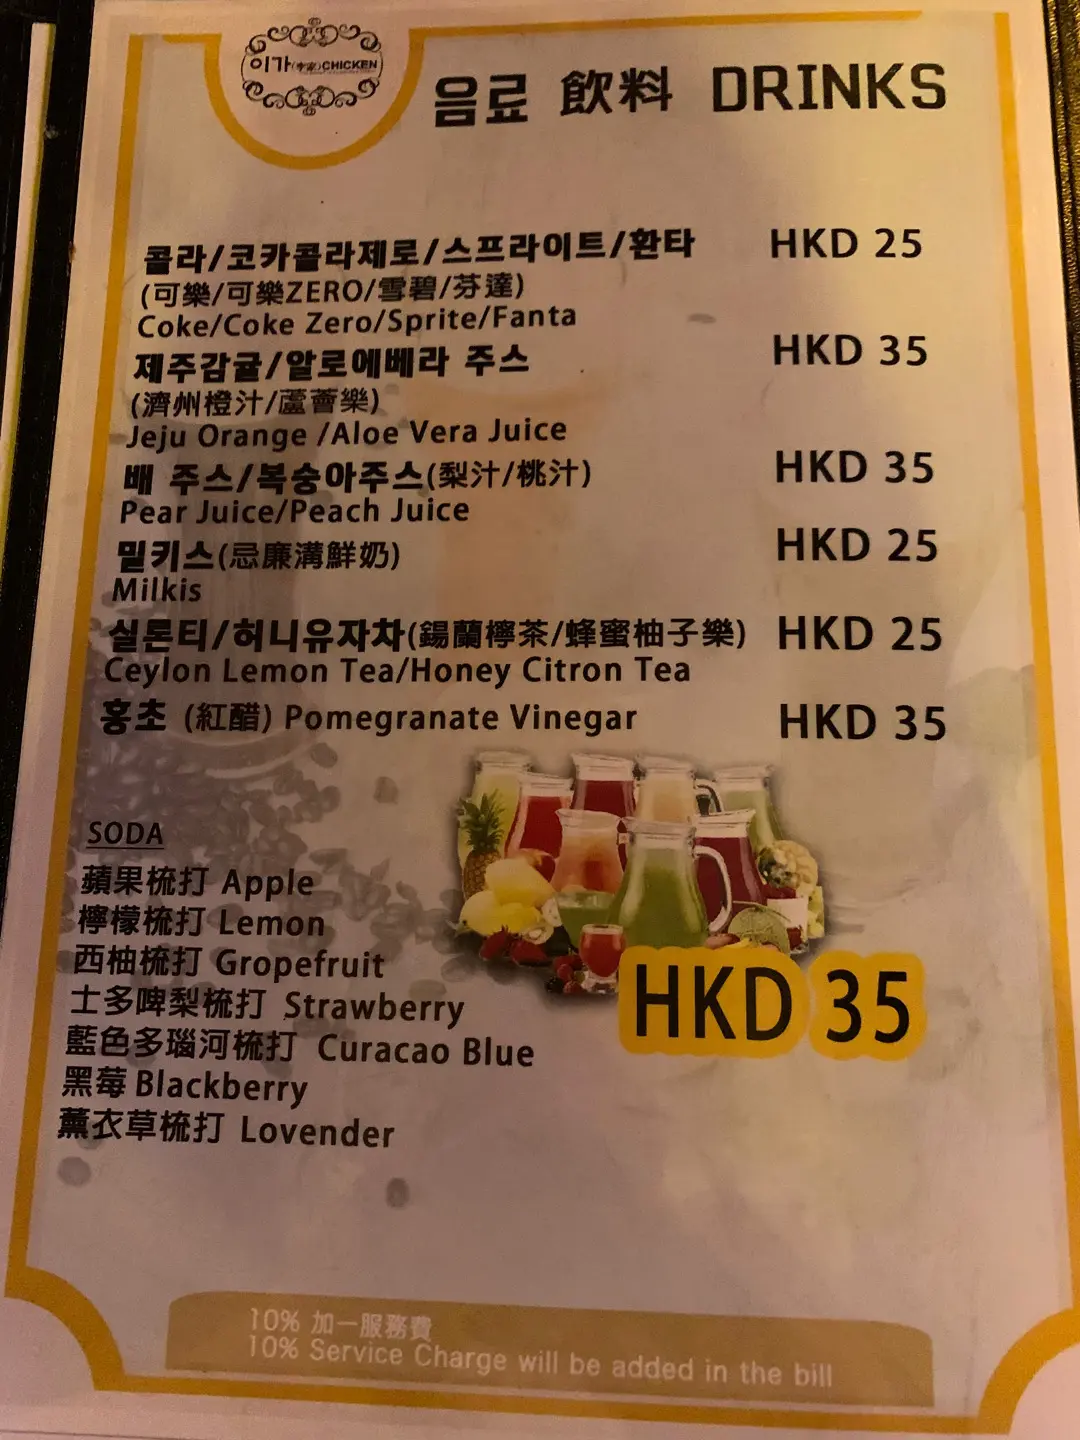 이가(李家)CHICKEN
음료 飲料 DRINKS
콜라/코카콜라제로/스프라이트/환타 HKD 25
(可樂/可樂ZERO/雪碧/芬達)
Coke/Coke Zero/Sprite/Fanta
제주감귤/알로에베라 주스 HKD 35
(濟州橙汁/蘆薈樂)
Jeju Orange /Aloe Vera Juice
배 주스/복숭아주스(梨汁/桃汁) HKD 35
Pear Juice/Peach Juice
밀키스(忌廉溝鮮奶) HKD 25
Milkis
실론티/허니유자차(錫蘭檸茶/蜂蜜柚子樂) HKD 25
Ceylon Lemon Tea/Honey Citron Tea
홍초 (紅醋) Pomegranate Vinegar HKD 35
SODA
蘋果梳打 Apple
檸檬梳打 Lemon
西柚梳打 Gropefruit
士多啤梨梳打 Strawberry
藍色多瑙河梳打 Curacao Blue
黑莓 Blackberry
薰衣草梳打 Lovender
HKD 35
10% 加一服務費
10% Service Charge will be added in the bill